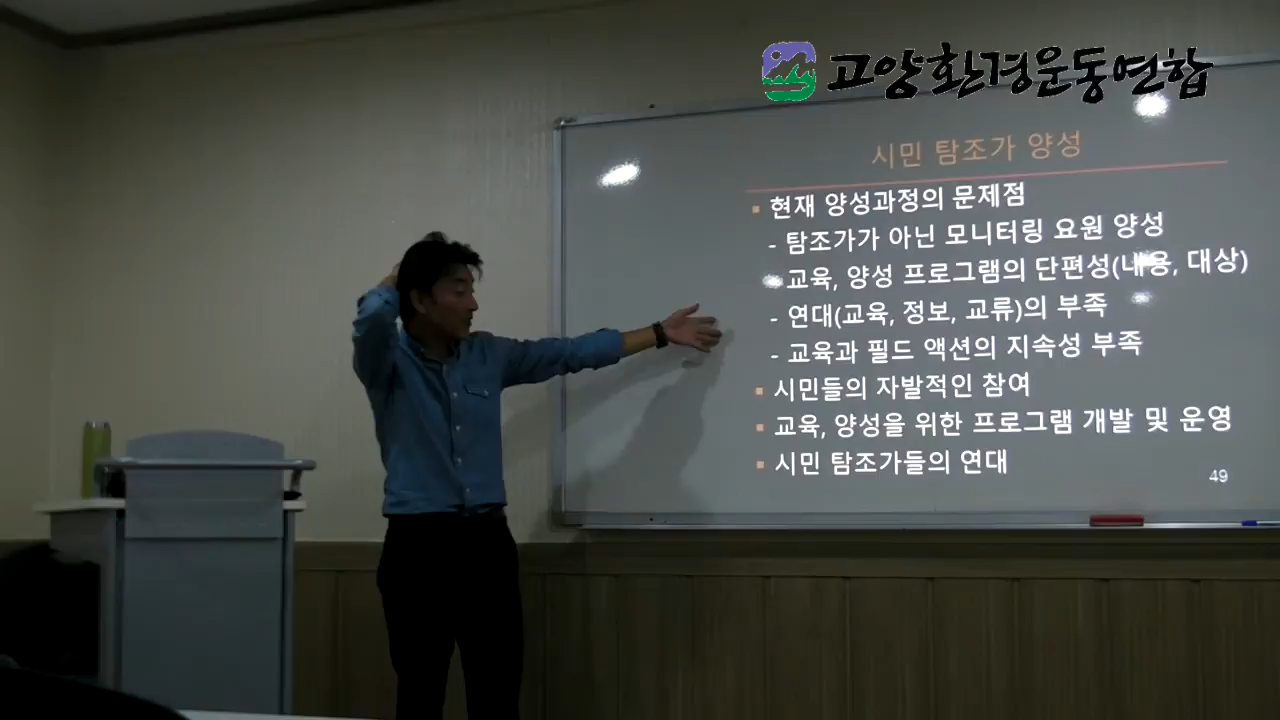 고양환경운동연합
시민 탐조가 양성
▪ 현재 양성과정의 문제점
- 탐조가가 아닌 모니터링 요원 양성
- 교육, 양성 프로그램의 단편성(내용, 대상)
- 연대(교육, 정보, 교류)의 부족
- 교육과 필드 액션의 지속성 부족
▪ 시민들의 자발적인 참여
▪ 교육, 양성을 위한 프로그램 개발 및 운영
▪ 시민 탐조가들의 연대
49